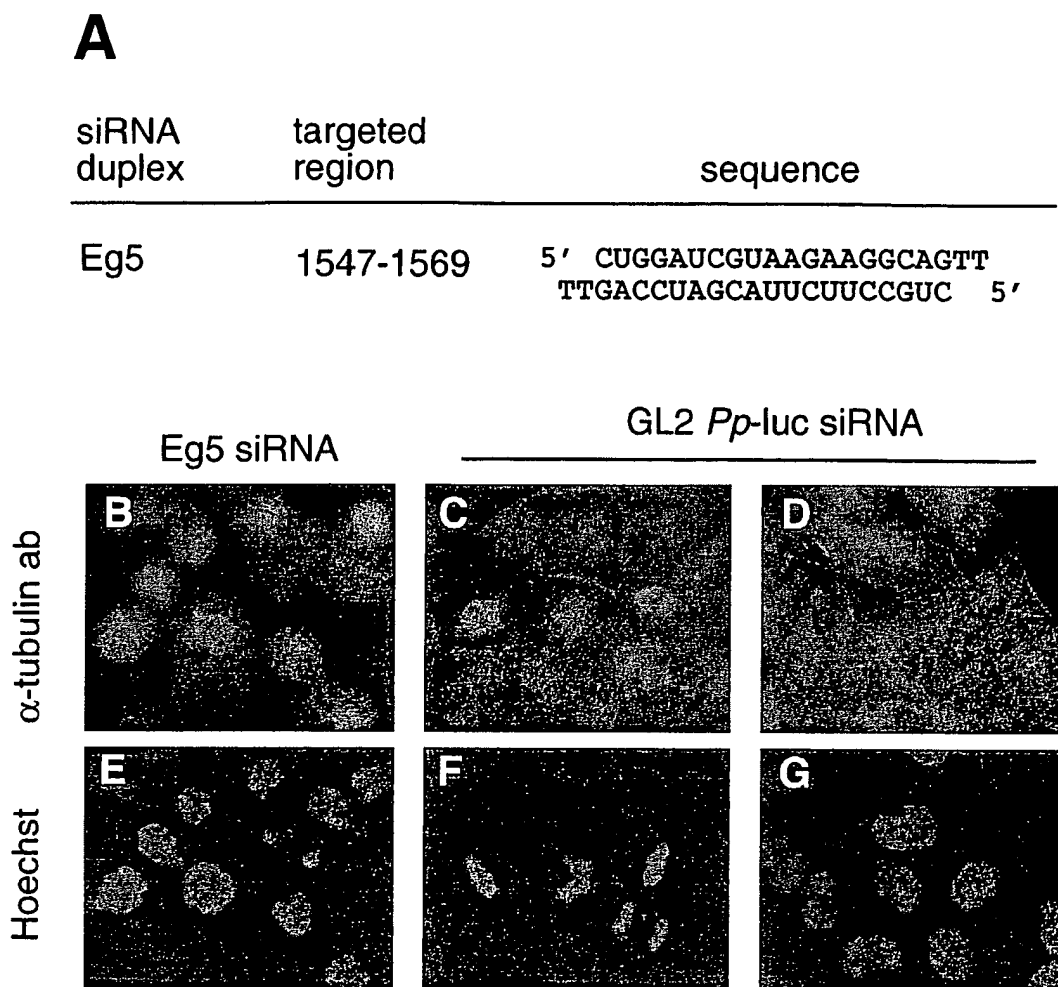 A
siRNA duplex
targeted region
sequence
Eg5
1547-1569
5′ CUGGAUCGUAAGAAGGCAGTT
TTGACCUAGCAUUCUUCCGUC 5′
Eg5 siRNA
GL2 Pp-luc siRNA
α-tubulin ab
B
C
D
Hoechst
E
F
G